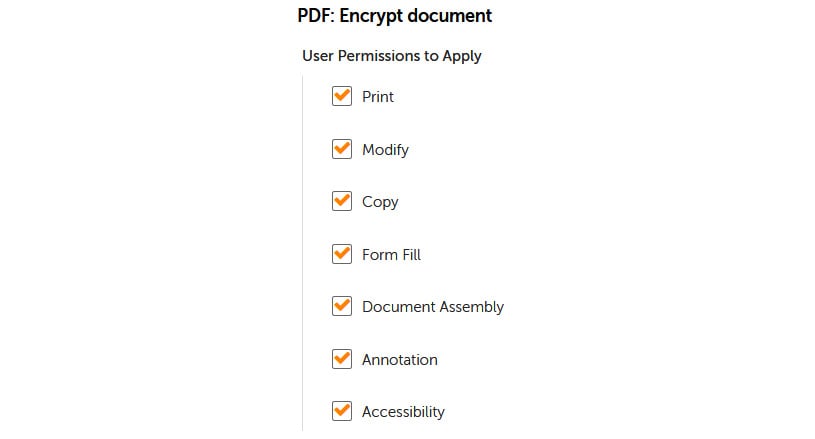 PDF: Encrypt document
User Permissions to Apply
Print
Modify
Copy
Form Fill
Document Assembly
Annotation
Accessibility